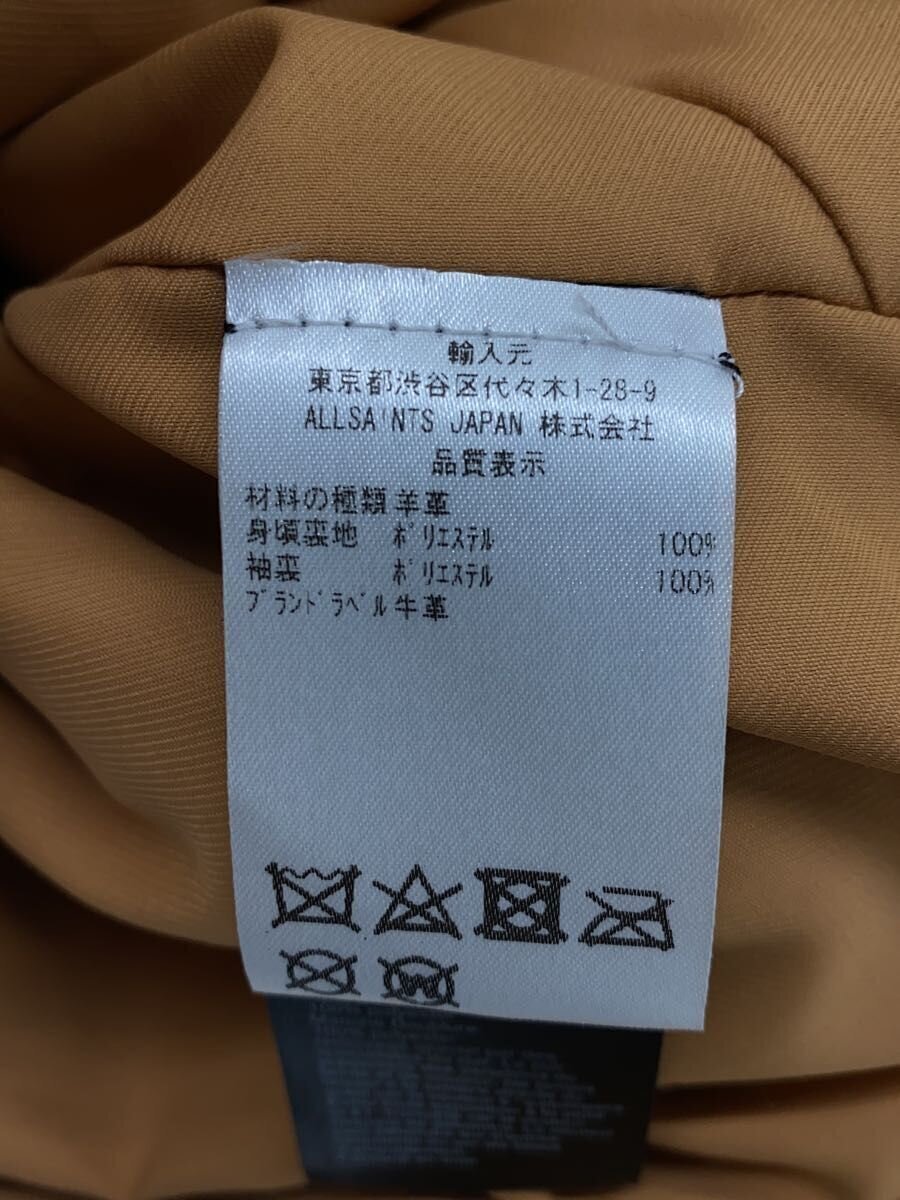 輸入元
東京都渋谷区代々木1-28-9
ALLSAINTS JAPAN 株式会社
品質表示
材料の種類 羊革
身頃裏地 ポリエステル 100%
袖裏 ポリエステル 100%
ブランドラベル 牛革
W